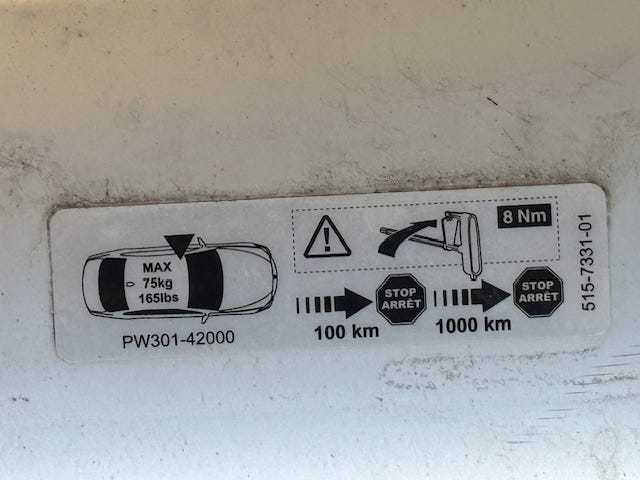 MAX
75kg
165lbs
PW301-42000
8 Nm
STOP
ARRÊT
100 km
STOP
ARRÊT
1000 km
515-7331-01